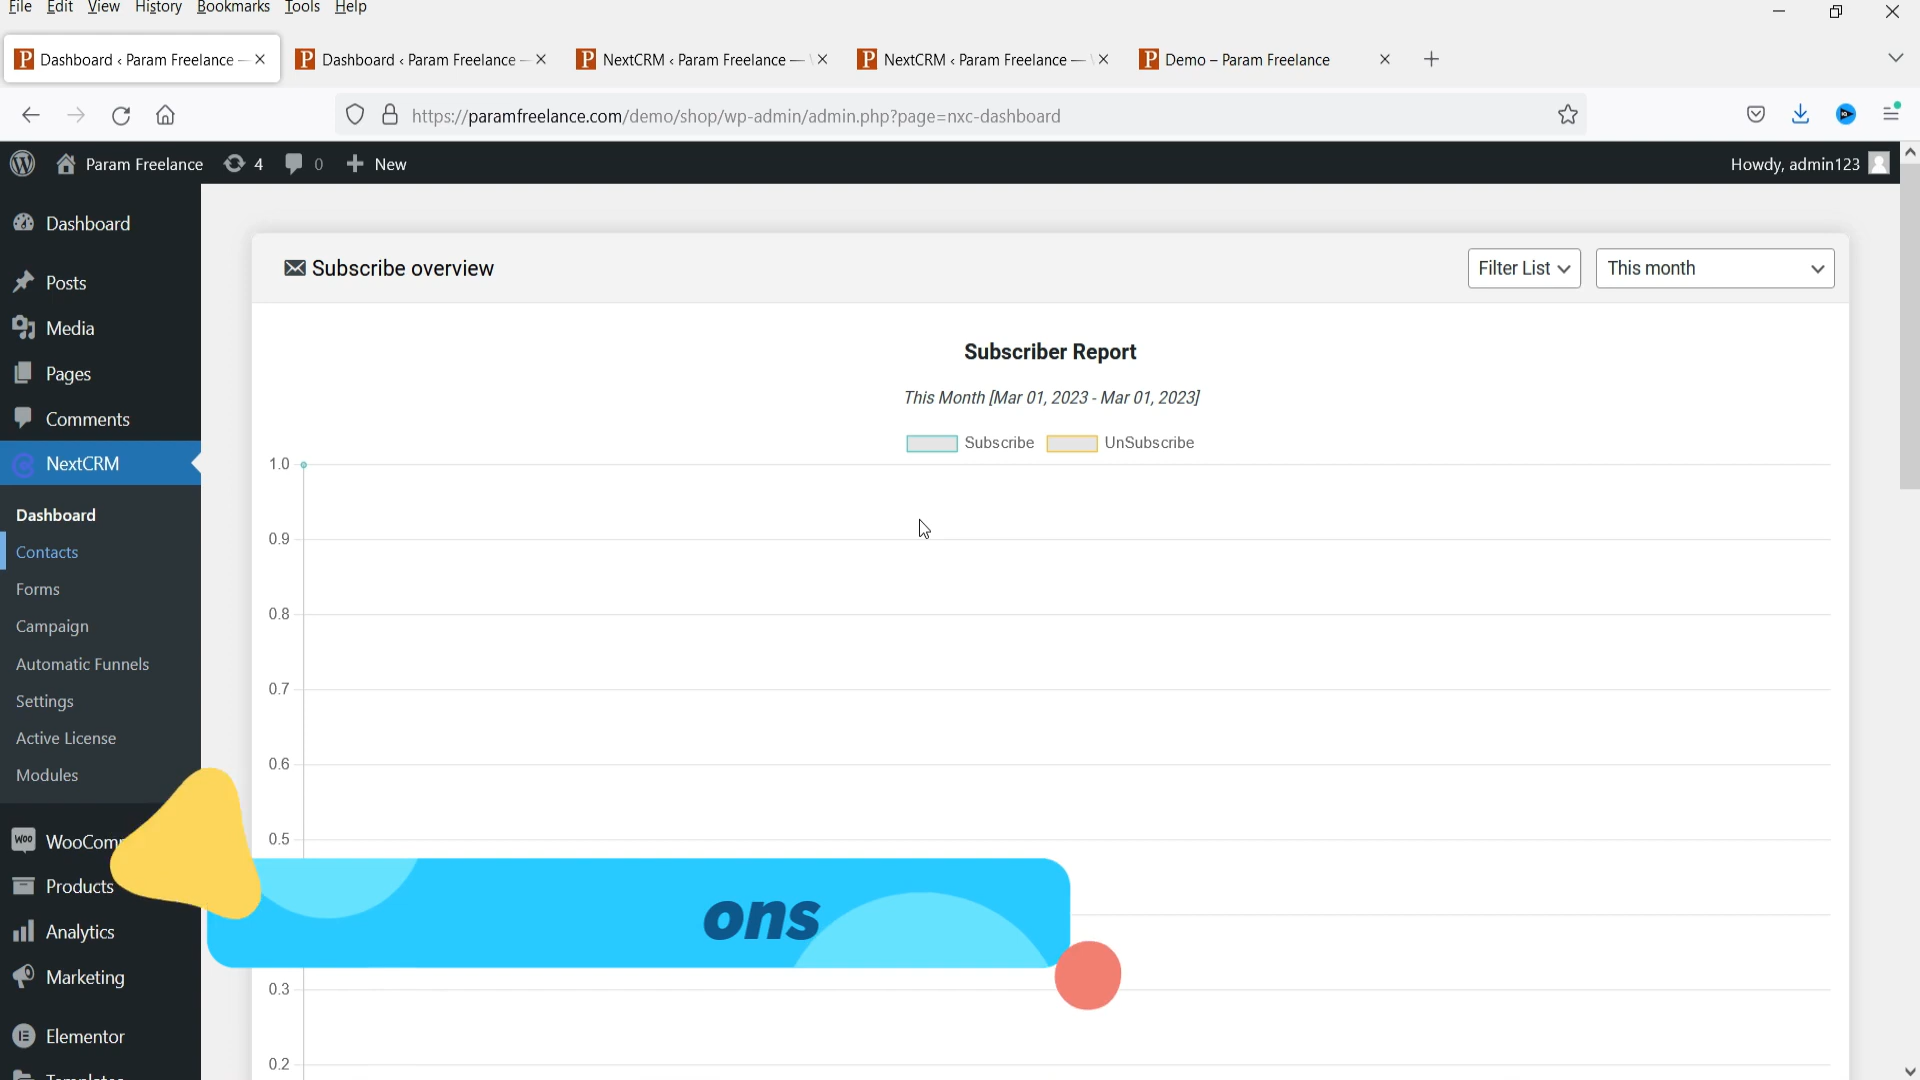 File Edit View History Bookmarks Tools Help
Dashboard ‹ Param Freelance —
Dashboard ‹ Param Freelance —
NextCRM ‹ Param Freelance —
NextCRM ‹ Param Freelance —
Demo – Param Freelance
https://paramfreelance.com/demo/shop/wp-admin/admin.php?page=nxc-dashboard
Param Freelance 4 0 New
Howdy, admin123
Dashboard
Posts
Media
Pages
Comments
NextCRM
Dashboard
Contacts
Forms
Campaign
Automatic Funnels
Settings
Active License
Modules
WooCom
Products
Analytics
Marketing
Elementor
Subscribe overview
Filter List
This month
Subscriber Report
This Month [Mar 01, 2023 - Mar 01, 2023]
Subscribe UnSubscribe
1.0
0.9
0.8
0.7
0.6
0.5
0.3
0.2
ons